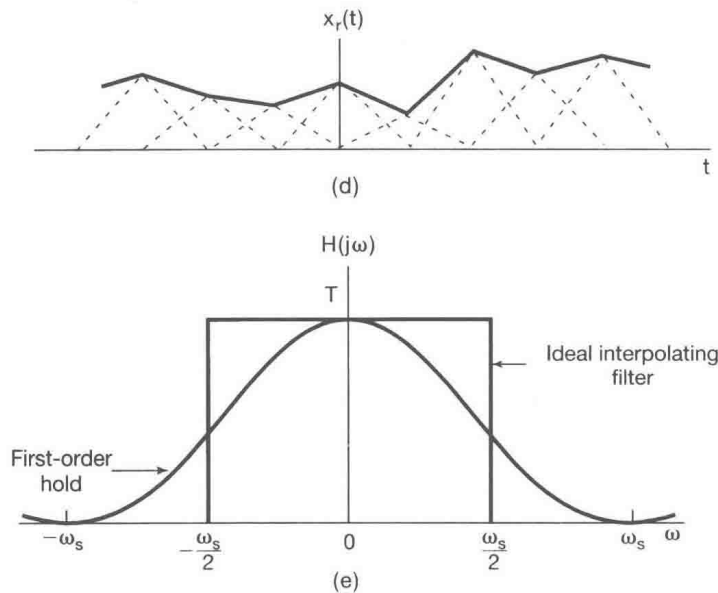 x_r(t)
t
(d)
H(jω)
T
Ideal interpolating
filter
First-order
hold
−ω_s
−ω_s/2
0
ω_s/2
ω_s
ω
(e)